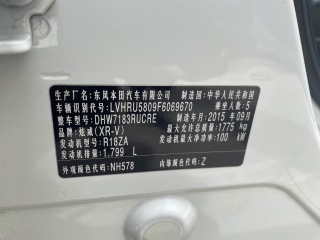 生产厂名:东风本田汽车有限公司 制造国:中华人民共和国
车辆识别代号:LVHRU5809F6069670 乘坐人数:5
整车型号:DHW7183RUCRE 制造年月:2015 年09月
品牌:炫威(XR-V) 最大允许总质量:1775 kg
发动机型号:R18ZA 发动机最大净功率:100 kW
发动机排量:1.799 L
外观颜色代码:NH578 内饰颜色代码:Z